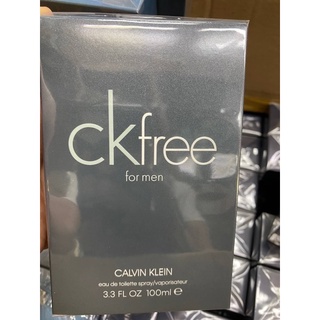 ckfree
for men
CALVIN KLEIN
eau de toilette spray/vaporisateur
3.3 FL OZ 100ml ℮